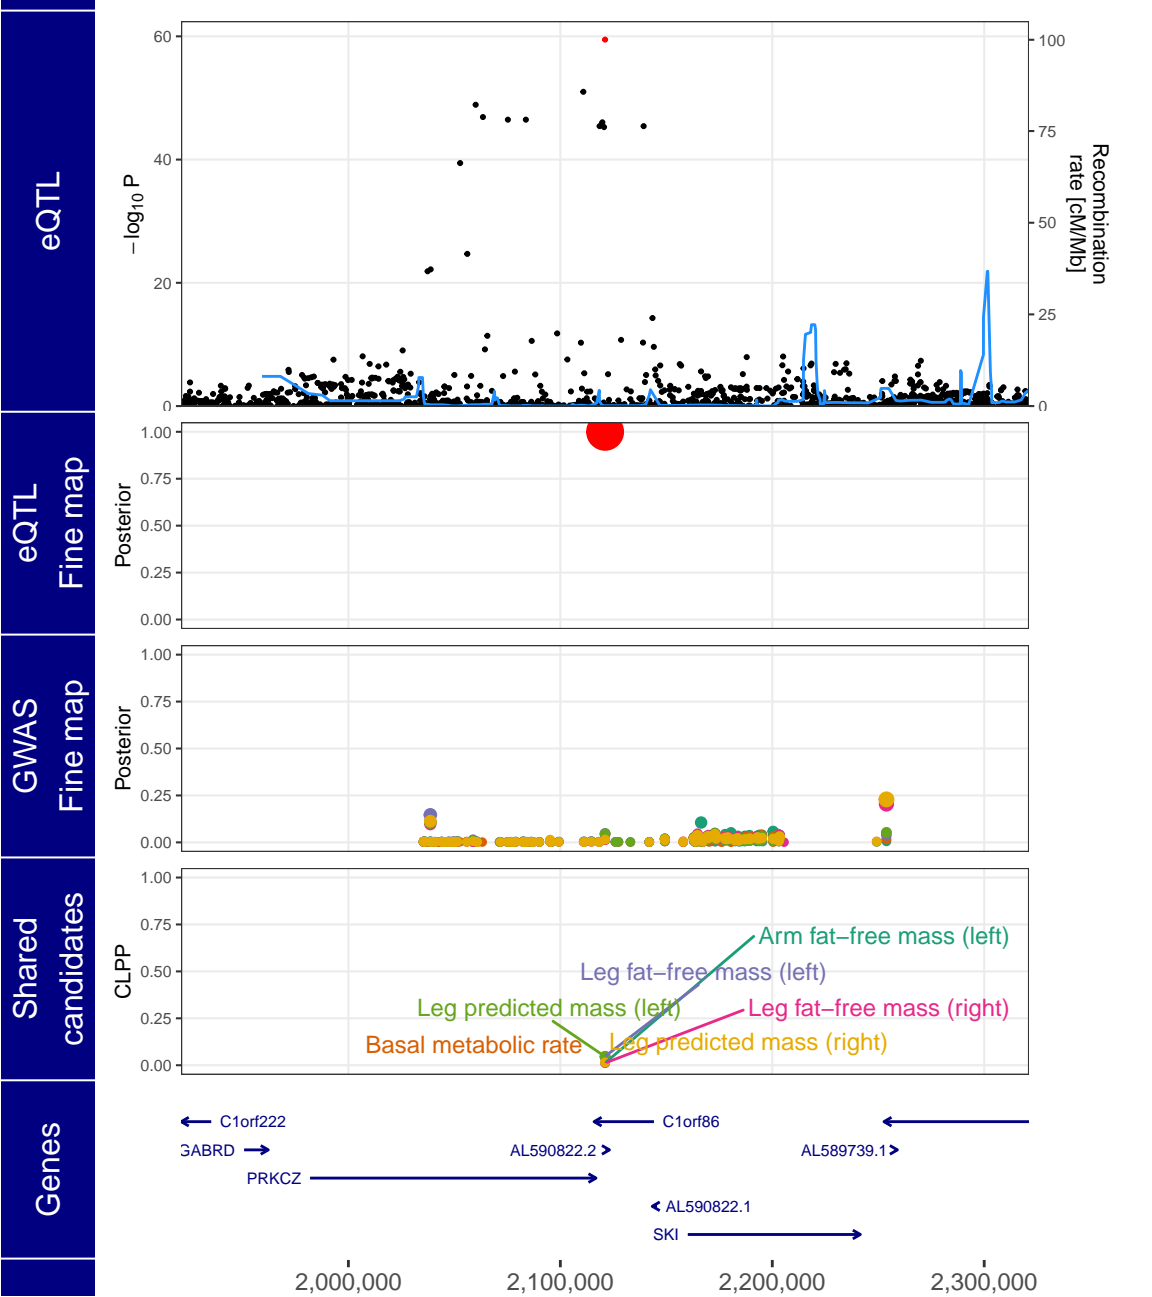 eQTL
−log10 P
60
40
20
0
100
75
50
25
0
Recombination
rate [cM/Mb]
eQTL
Fine map
Posterior
1.00
0.75
0.50
0.25
0.00
GWAS
Fine map
Posterior
1.00
0.75
0.50
0.25
0.00
Shared
candidates
CLPP
1.00
0.75
0.50
0.25
0.00
Arm fat−free mass (left)
Leg fat−free mass (left)
Leg predicted mass (left)
Leg fat−free mass (right)
Basal metabolic rate
Leg predicted mass (right)
Genes
C1orf222
C1orf86
GABRD
AL590822.2
AL589739.1
PRKCZ
AL590822.1
SKI
2,000,000
2,100,000
2,200,000
2,300,000